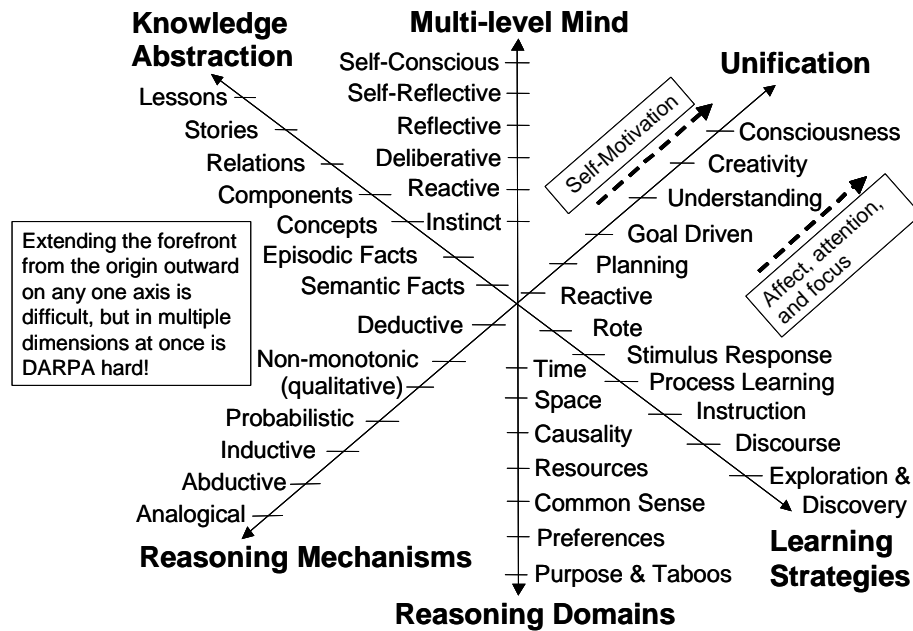 Knowledge
Abstraction
Lessons
Stories
Relations
Components
Concepts
Episodic Facts
Semantic Facts
Multi-level Mind
Self-Conscious
Self-Reflective
Reflective
Deliberative
Reactive
Instinct
Unification
Consciousness
Creativity
Understanding
Goal Driven
Planning
Reactive
Self-Motivation
Affect, attention,
and focus
Extending the forefront
from the origin outward
on any one axis is
difficult, but in multiple
dimensions at once is
DARPA hard!
Deductive
Non-monotonic
(qualitative)
Probabilistic
Inductive
Abductive
Analogical
Reasoning Mechanisms
Time
Space
Causality
Resources
Common Sense
Preferences
Purpose & Taboos
Reasoning Domains
Rote
Stimulus Response
Process Learning
Instruction
Discourse
Exploration &
Discovery
Learning
Strategies